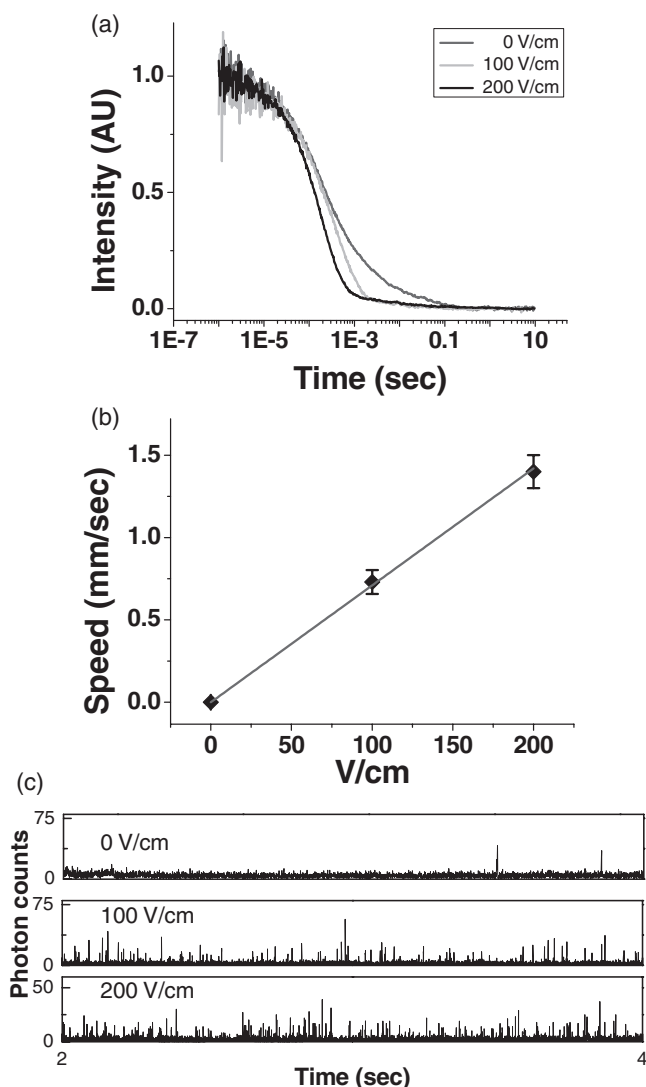 (a)
0 V/cm
100 V/cm
200 V/cm
Intensity (AU)
1.0
0.5
0.0
1E-7 1E-5 1E-3 0.1 10
Time (sec)
(b)
Speed (mm/sec)
1.5
1.0
0.5
0.0
0 50 100 150 200
V/cm
(c)
Photon counts
75
0 V/cm
0
75
100 V/cm
0
50
200 V/cm
0
2 4
Time (sec)